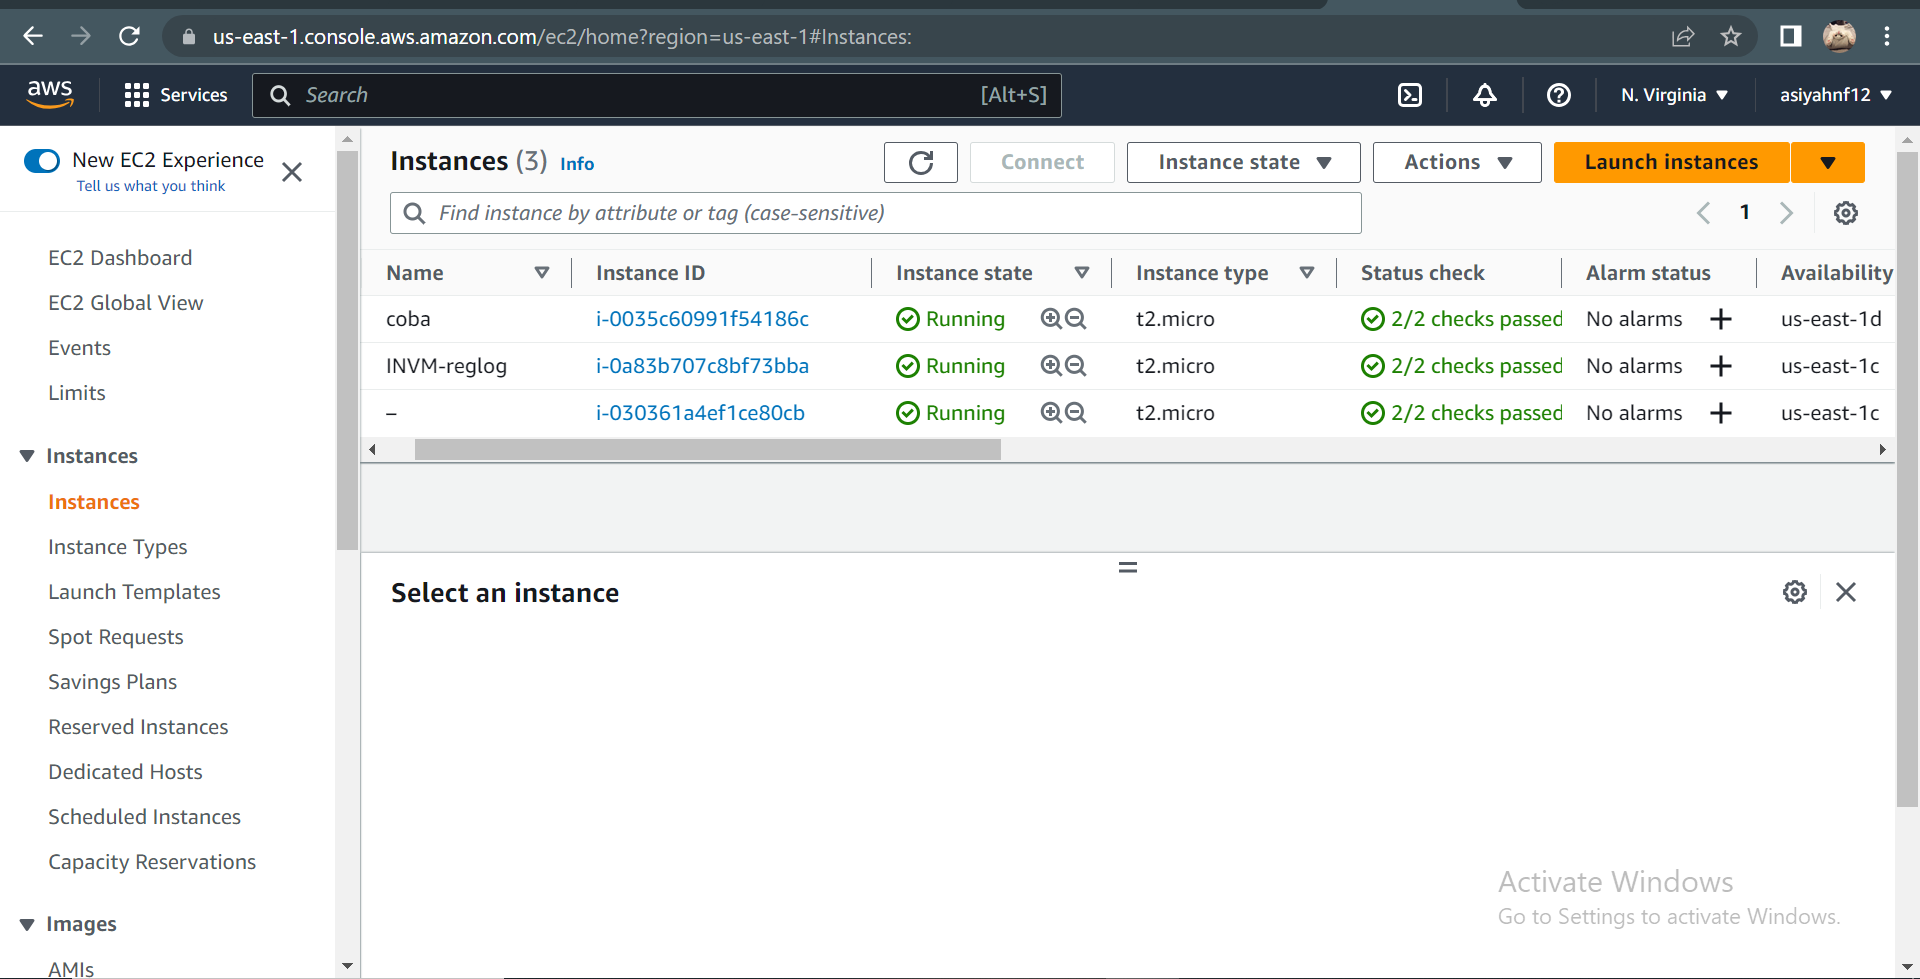 us-east-1.console.aws.amazon.com/ec2/home?region=us-east-1#Instances:
aws Services Search [Alt+S] N. Virginia asiyahnf12
New EC2 Experience
Tell us what you think
EC2 Dashboard
EC2 Global View
Events
Limits
Instances
Instances
Instance Types
Launch Templates
Spot Requests
Savings Plans
Reserved Instances
Dedicated Hosts
Scheduled Instances
Capacity Reservations
Images
AMIs
Instances (3) Info Connect Instance state Actions Launch instances
Find instance by attribute or tag (case-sensitive) 1
Name Instance ID Instance state Instance type Status check Alarm status Availability
coba i-0035c60991f54186c Running t2.micro 2/2 checks passed No alarms us-east-1d
INVM-reglog i-0a83b707c8bf73bba Running t2.micro 2/2 checks passed No alarms us-east-1c
– i-030361a4ef1ce80cb Running t2.micro 2/2 checks passed No alarms us-east-1c
Select an instance
Activate Windows
Go to Settings to activate Windows.